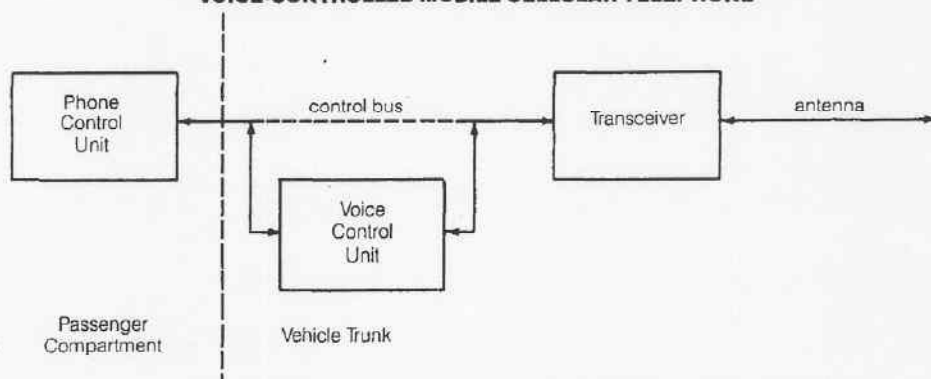 VOICE-CONTROLLED MOBILE CELLULAR TELEPHONE
Phone
Control
Unit
control bus
Transceiver
antenna
Voice
Control
Unit
Passenger
Compartment
Vehicle Trunk